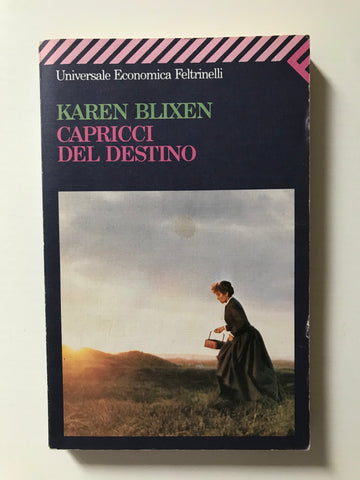 Universale Economica Feltrinelli
KAREN BLIXEN
CAPRICCI
DEL DESTINO